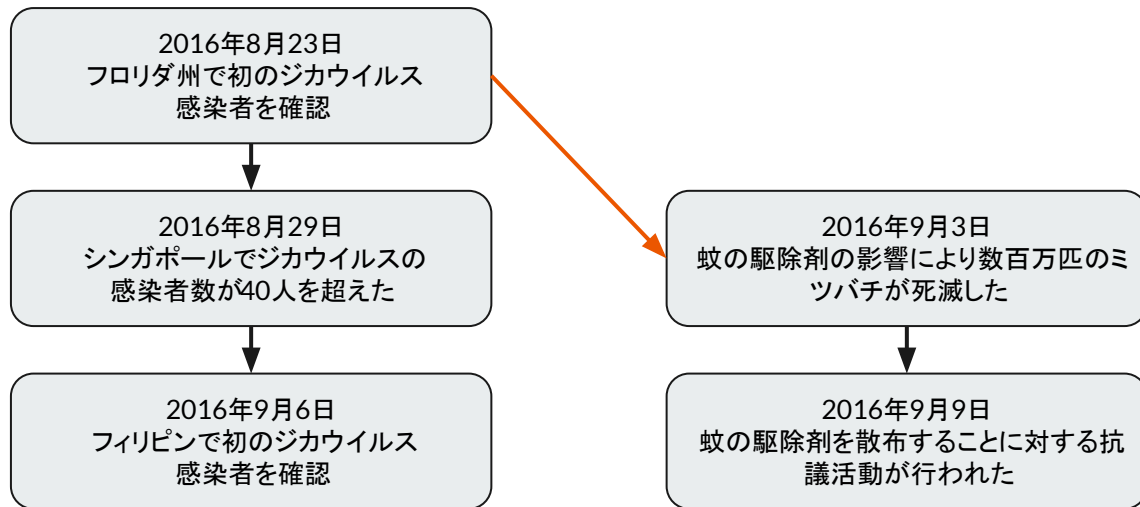 2016年8月23日
フロリダ州で初のジカウイルス
感染者を確認
2016年8月29日
シンガポールでジカウイルスの
感染者数が40人を超えた
2016年9月6日
フィリピンで初のジカウイルス
感染者を確認
2016年9月3日
蚊の駆除剤の影響により数百万匹のミ
ツバチが死滅した
2016年9月9日
蚊の駆除剤を散布することに対する抗
議活動が行われた